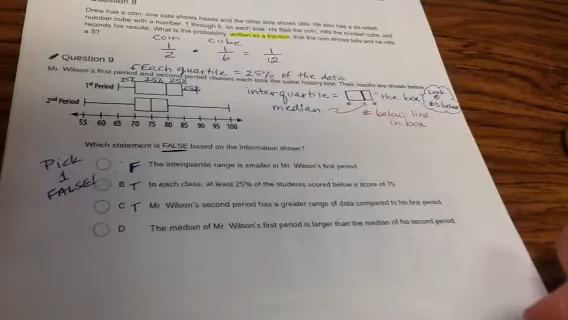 Question 8
Drew has a coin: one side shows heads and the other side shows tails. He also has a six-sided
number cube with a number, 1 through 6, on each side. He flips the coin, rolls the number cube, and
records his results. What is the probability, written as a fraction, that the coin shows tails and he rolls
a 5?
coin cube
1/2 • 1/6 = 1/12
Question 9
Each quartile = 25% of the data
Mr. Wilson's first period and second period classes each took the same history test. Their results are shown below.
25% 25% 25%
1st Period
25%
interquartile = the box
Look @ #s below
median
# below line in box
2nd Period
55 60 65 70 75 80 85 90 95 100
Which statement is FALSE based on the information shown?
Pick 1 FALSE!
F The interquartile range is smaller in Mr. Wilson's first period
B T In each class, at least 25% of the students scored below a score of 75
C T Mr. Wilson's second period has a greater range of data compared to his first period.
D The median of Mr. Wilson's first period is larger than the median of his second period.